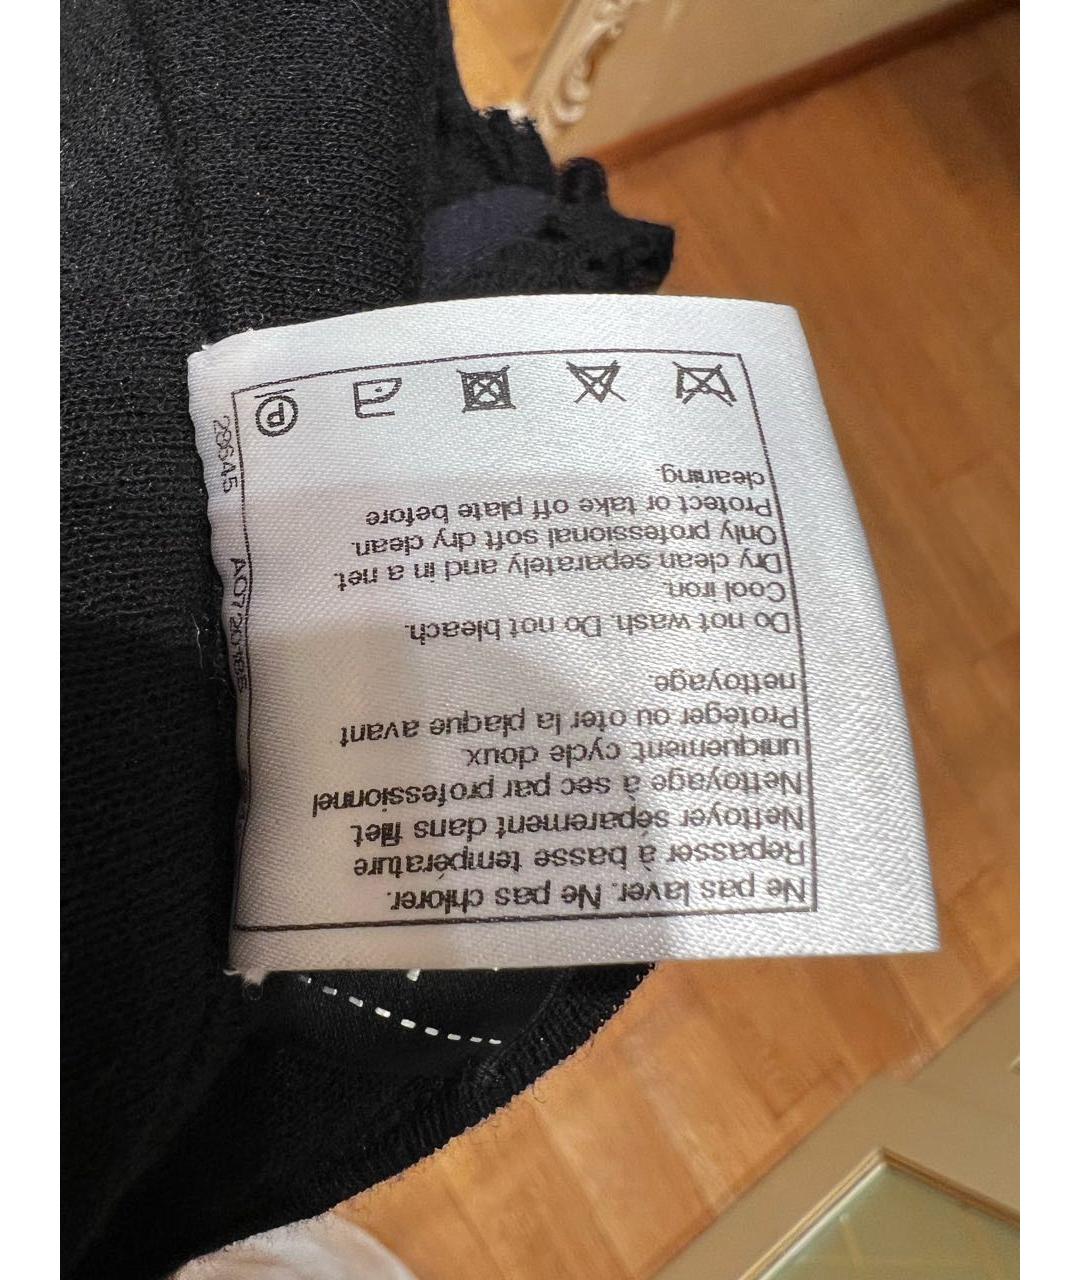 Ne pas laver. Ne pas chlorer.
Repasser à basse température
Nettoyer séparement dans filet
Nettoyage à sec par professionnel
uniquement cycle doux
Proteger ou oter la plaque avant
nettoyage.
Do not wash. Do not bleach.
Cool iron.
Dry clean separately and in a net.
Only professional soft dry clean.
Protect or take off plate before
cleaning.
P
28645